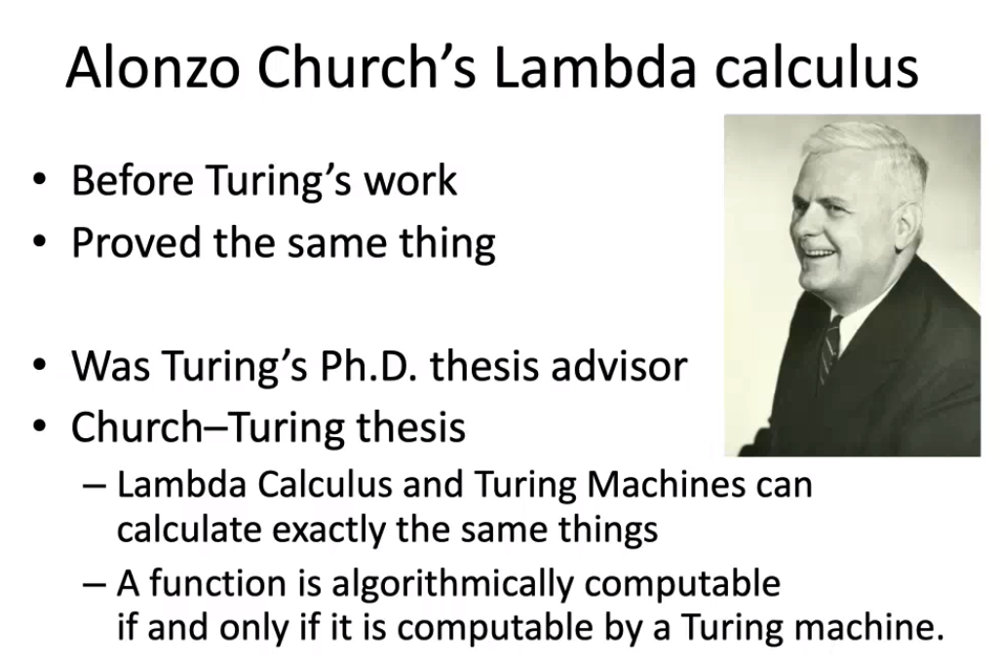 Alonzo Church’s Lambda calculus
• Before Turing’s work
• Proved the same thing
• Was Turing’s Ph.D. thesis advisor
• Church–Turing thesis
– Lambda Calculus and Turing Machines can
calculate exactly the same things
– A function is algorithmically computable
if and only if it is computable by a Turing machine.